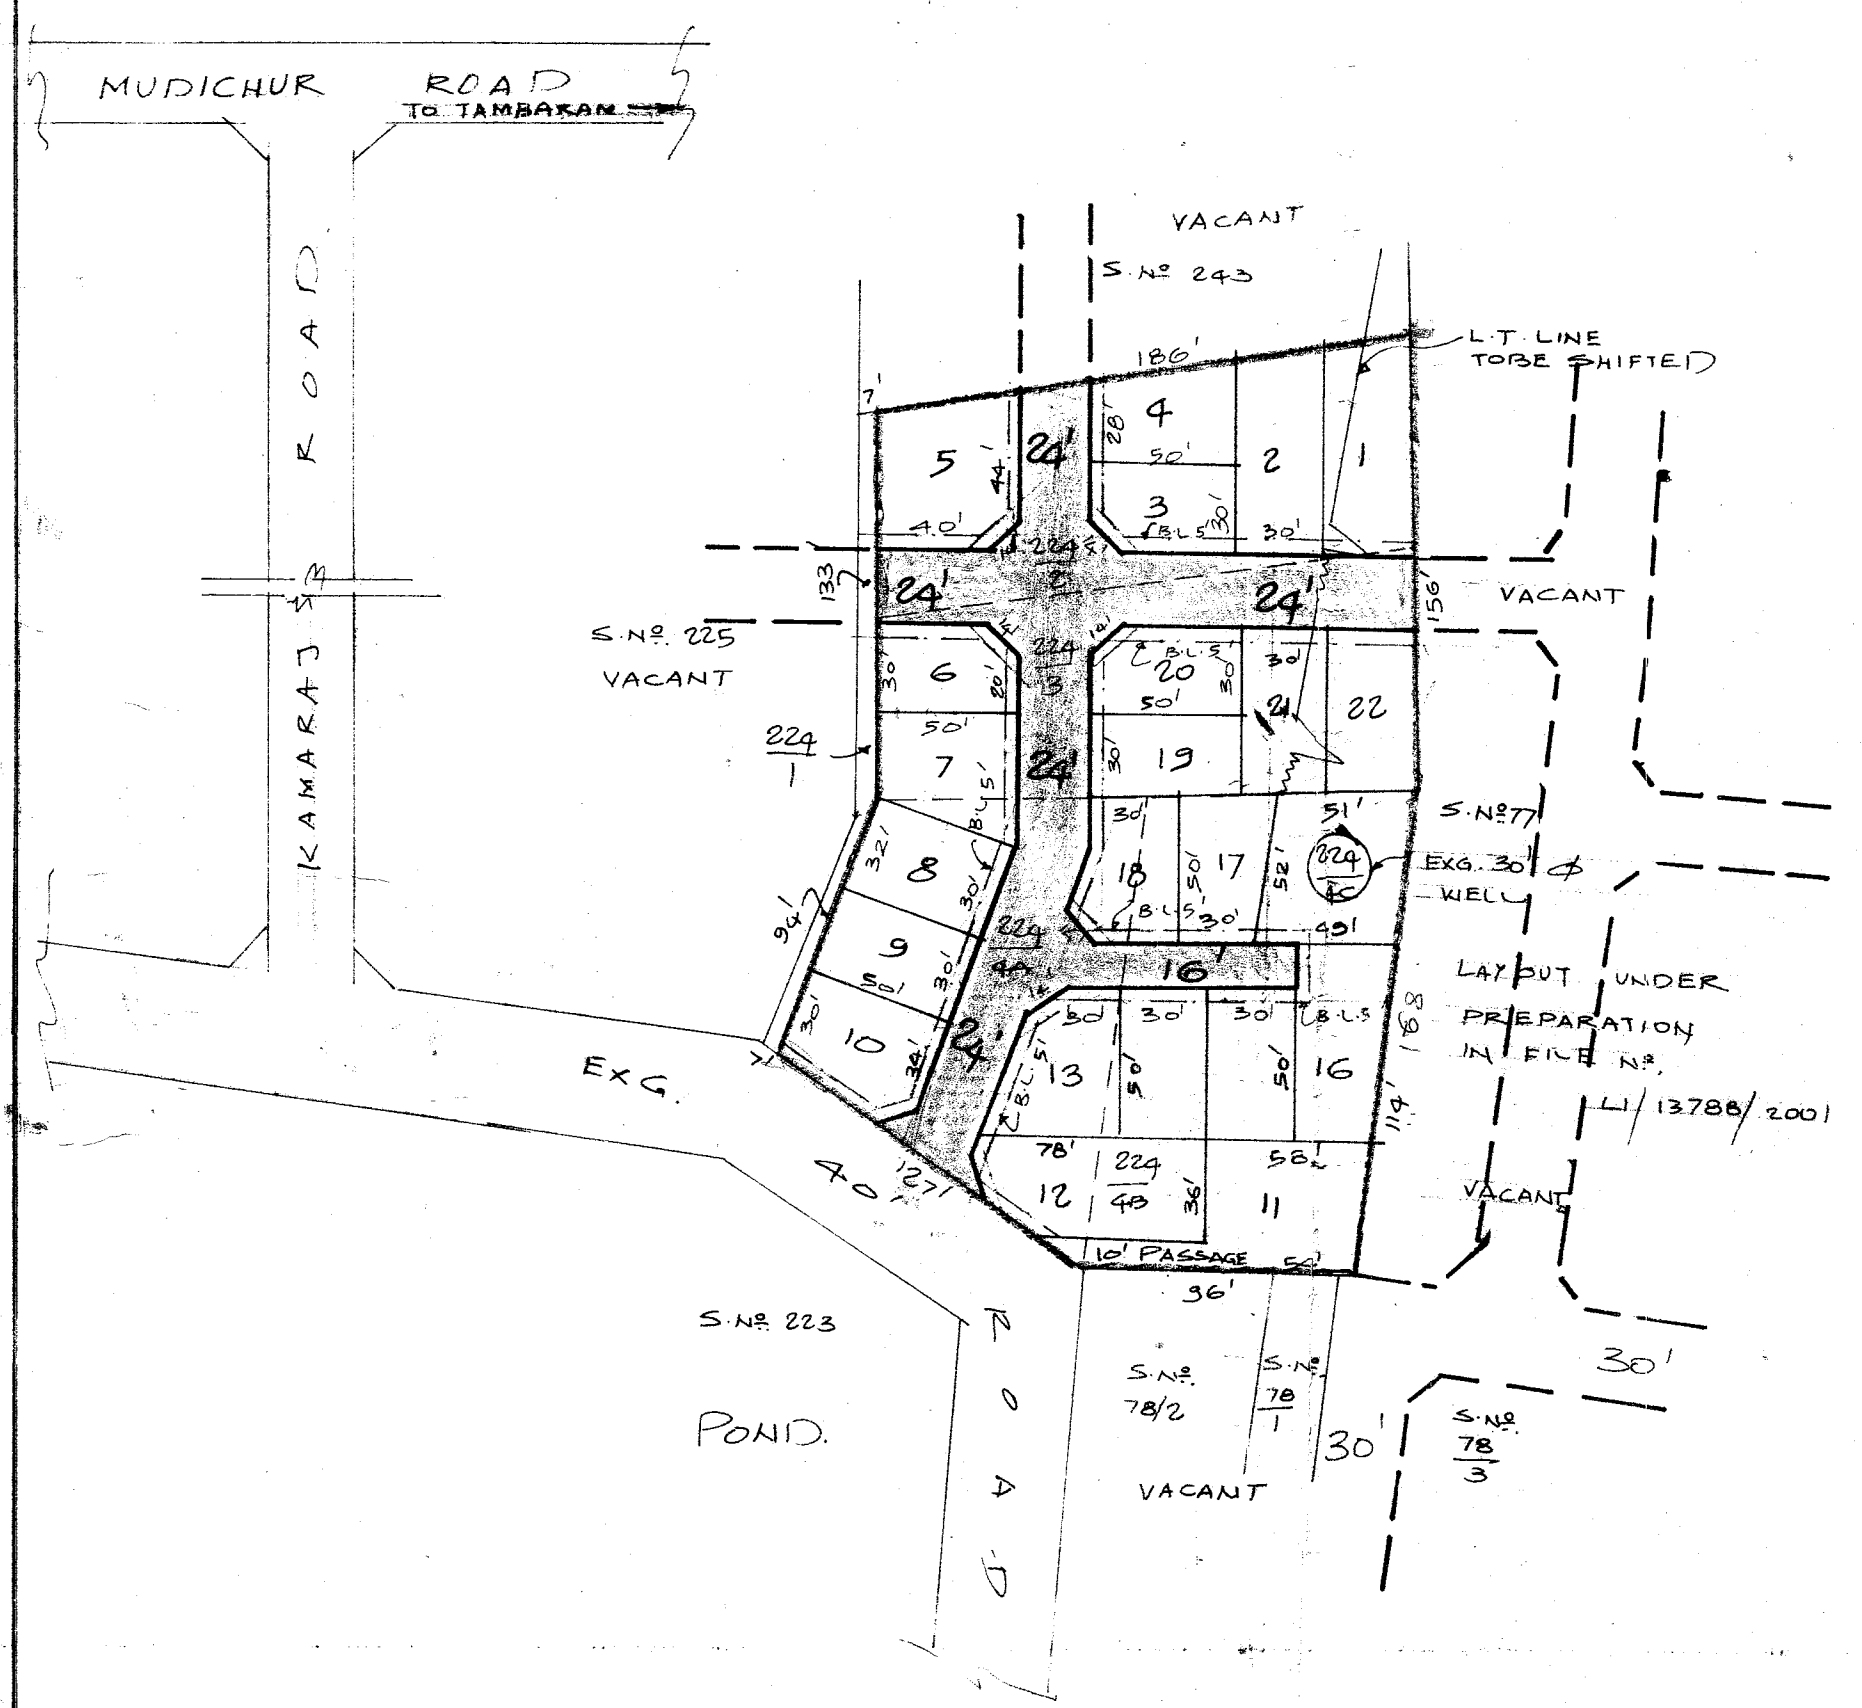 MUDICHUR ROAD
TO TAMBARAM
KAMARAJ ROAD
VACANT
S.Nº 243
L.T. LINE
TOBE SHIFTED
186'
7'
4
28'
50'
2
1
5
44'
24'
3
30'
B.L 5'
30'
40'
224
2
133
24'
24'
156'
VACANT
S.Nº. 225
VACANT
14'
14'
224
3
B.L.5'
30'
6
20'
20
30'
30'
21
22
50'
50'
224
1
7
24'
30'
19
B.L.5'
30'
51'
S.Nº 77
32'
8
30'
18
50'
17
52'
224
4C
EXG. 30' Φ
WELL
94'
B.L.5'
30'
49'
224
4A
9
50'
30'
16'
LAYOUT UNDER
PREPARATION
IN FILE Nº.
L1/13788/2001
168
30'
10
34'
24'
30'
30'
30'
B.L.5
B.L.5'
13
50'
50'
16
114'
7'
EXG.
40'
ROAD
127'
78'
12
224
4B
36'
58'
11
VACANT
10' PASSAGE
54'
96'
S.Nº. 223
POND.
S.Nº.
78/2
S.Nº
78
1
VACANT
30'
30'
S.Nº
78
3